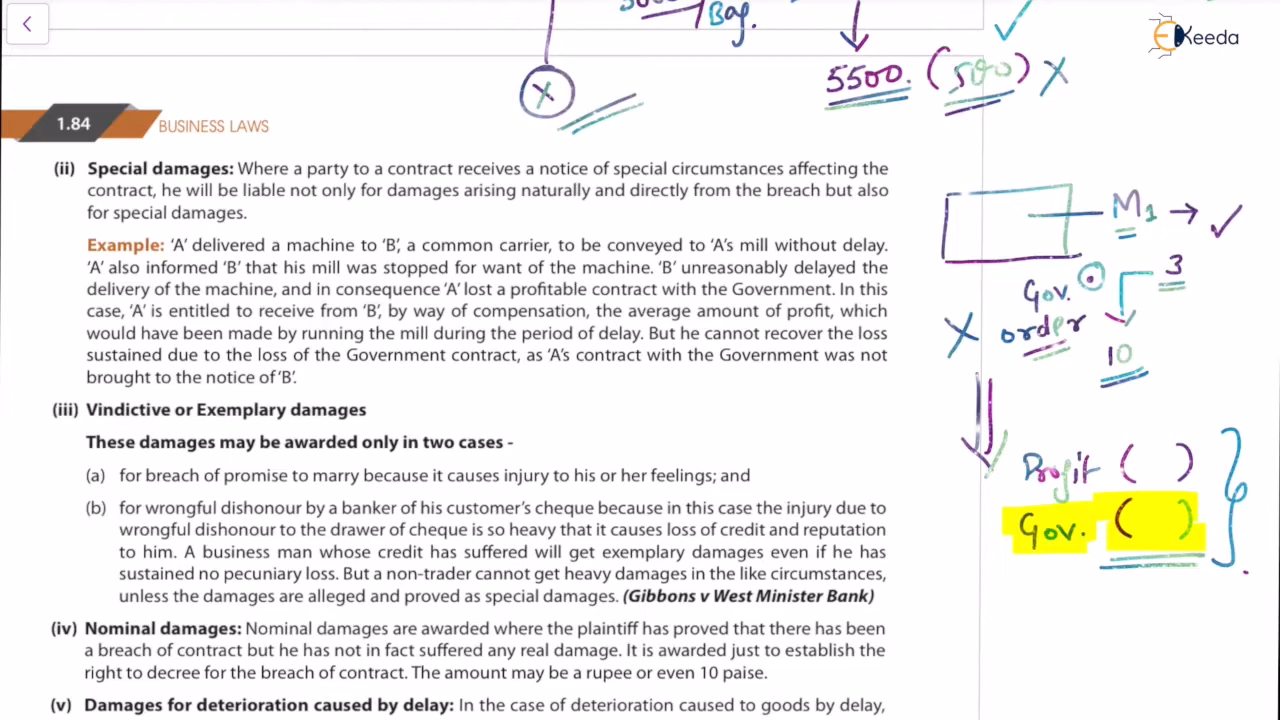 Bag.
5500. (500) X
X
EKeeda
1.84 BUSINESS LAWS
(ii) Special damages: Where a party to a contract receives a notice of special circumstances affecting the
contract, he will be liable not only for damages arising naturally and directly from the breach but also
for special damages.
Example: ‘A’ delivered a machine to ‘B’, a common carrier, to be conveyed to ‘A’s mill without delay.
‘A’ also informed ‘B’ that his mill was stopped for want of the machine. ‘B’ unreasonably delayed the
delivery of the machine, and in consequence ‘A’ lost a profitable contract with the Government. In this
case, ‘A’ is entitled to receive from ‘B’, by way of compensation, the average amount of profit, which
would have been made by running the mill during the period of delay. But he cannot recover the loss
sustained due to the loss of the Government contract, as ‘A’s contract with the Government was not
brought to the notice of ‘B’.
(iii) Vindictive or Exemplary damages
These damages may be awarded only in two cases -
(a) for breach of promise to marry because it causes injury to his or her feelings; and
(b) for wrongful dishonour by a banker of his customer’s cheque because in this case the injury due to
wrongful dishonour to the drawer of cheque is so heavy that it causes loss of credit and reputation
to him. A business man whose credit has suffered will get exemplary damages even if he has
sustained no pecuniary loss. But a non-trader cannot get heavy damages in the like circumstances,
unless the damages are alleged and proved as special damages. (Gibbons v West Minister Bank)
(iv) Nominal damages: Nominal damages are awarded where the plaintiff has proved that there has been
a breach of contract but he has not in fact suffered any real damage. It is awarded just to establish the
right to decree for the breach of contract. The amount may be a rupee or even 10 paise.
(v) Damages for deterioration caused by delay: In the case of deterioration caused to goods by delay,
M1 → ✓
3
Gov.
X order
10
Profit ( )
Gov. ( )